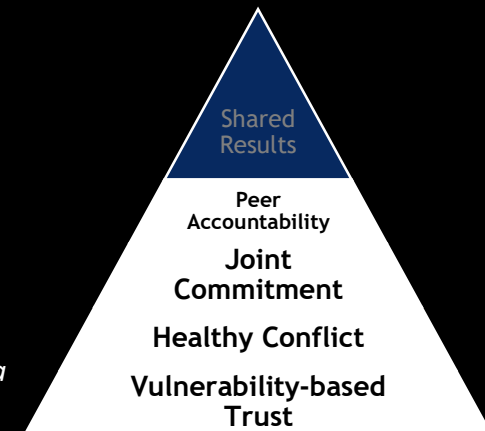 Shared
Results
Peer
Accountability
Joint
Commitment
Healthy Conflict
Vulnerability-based
Trust